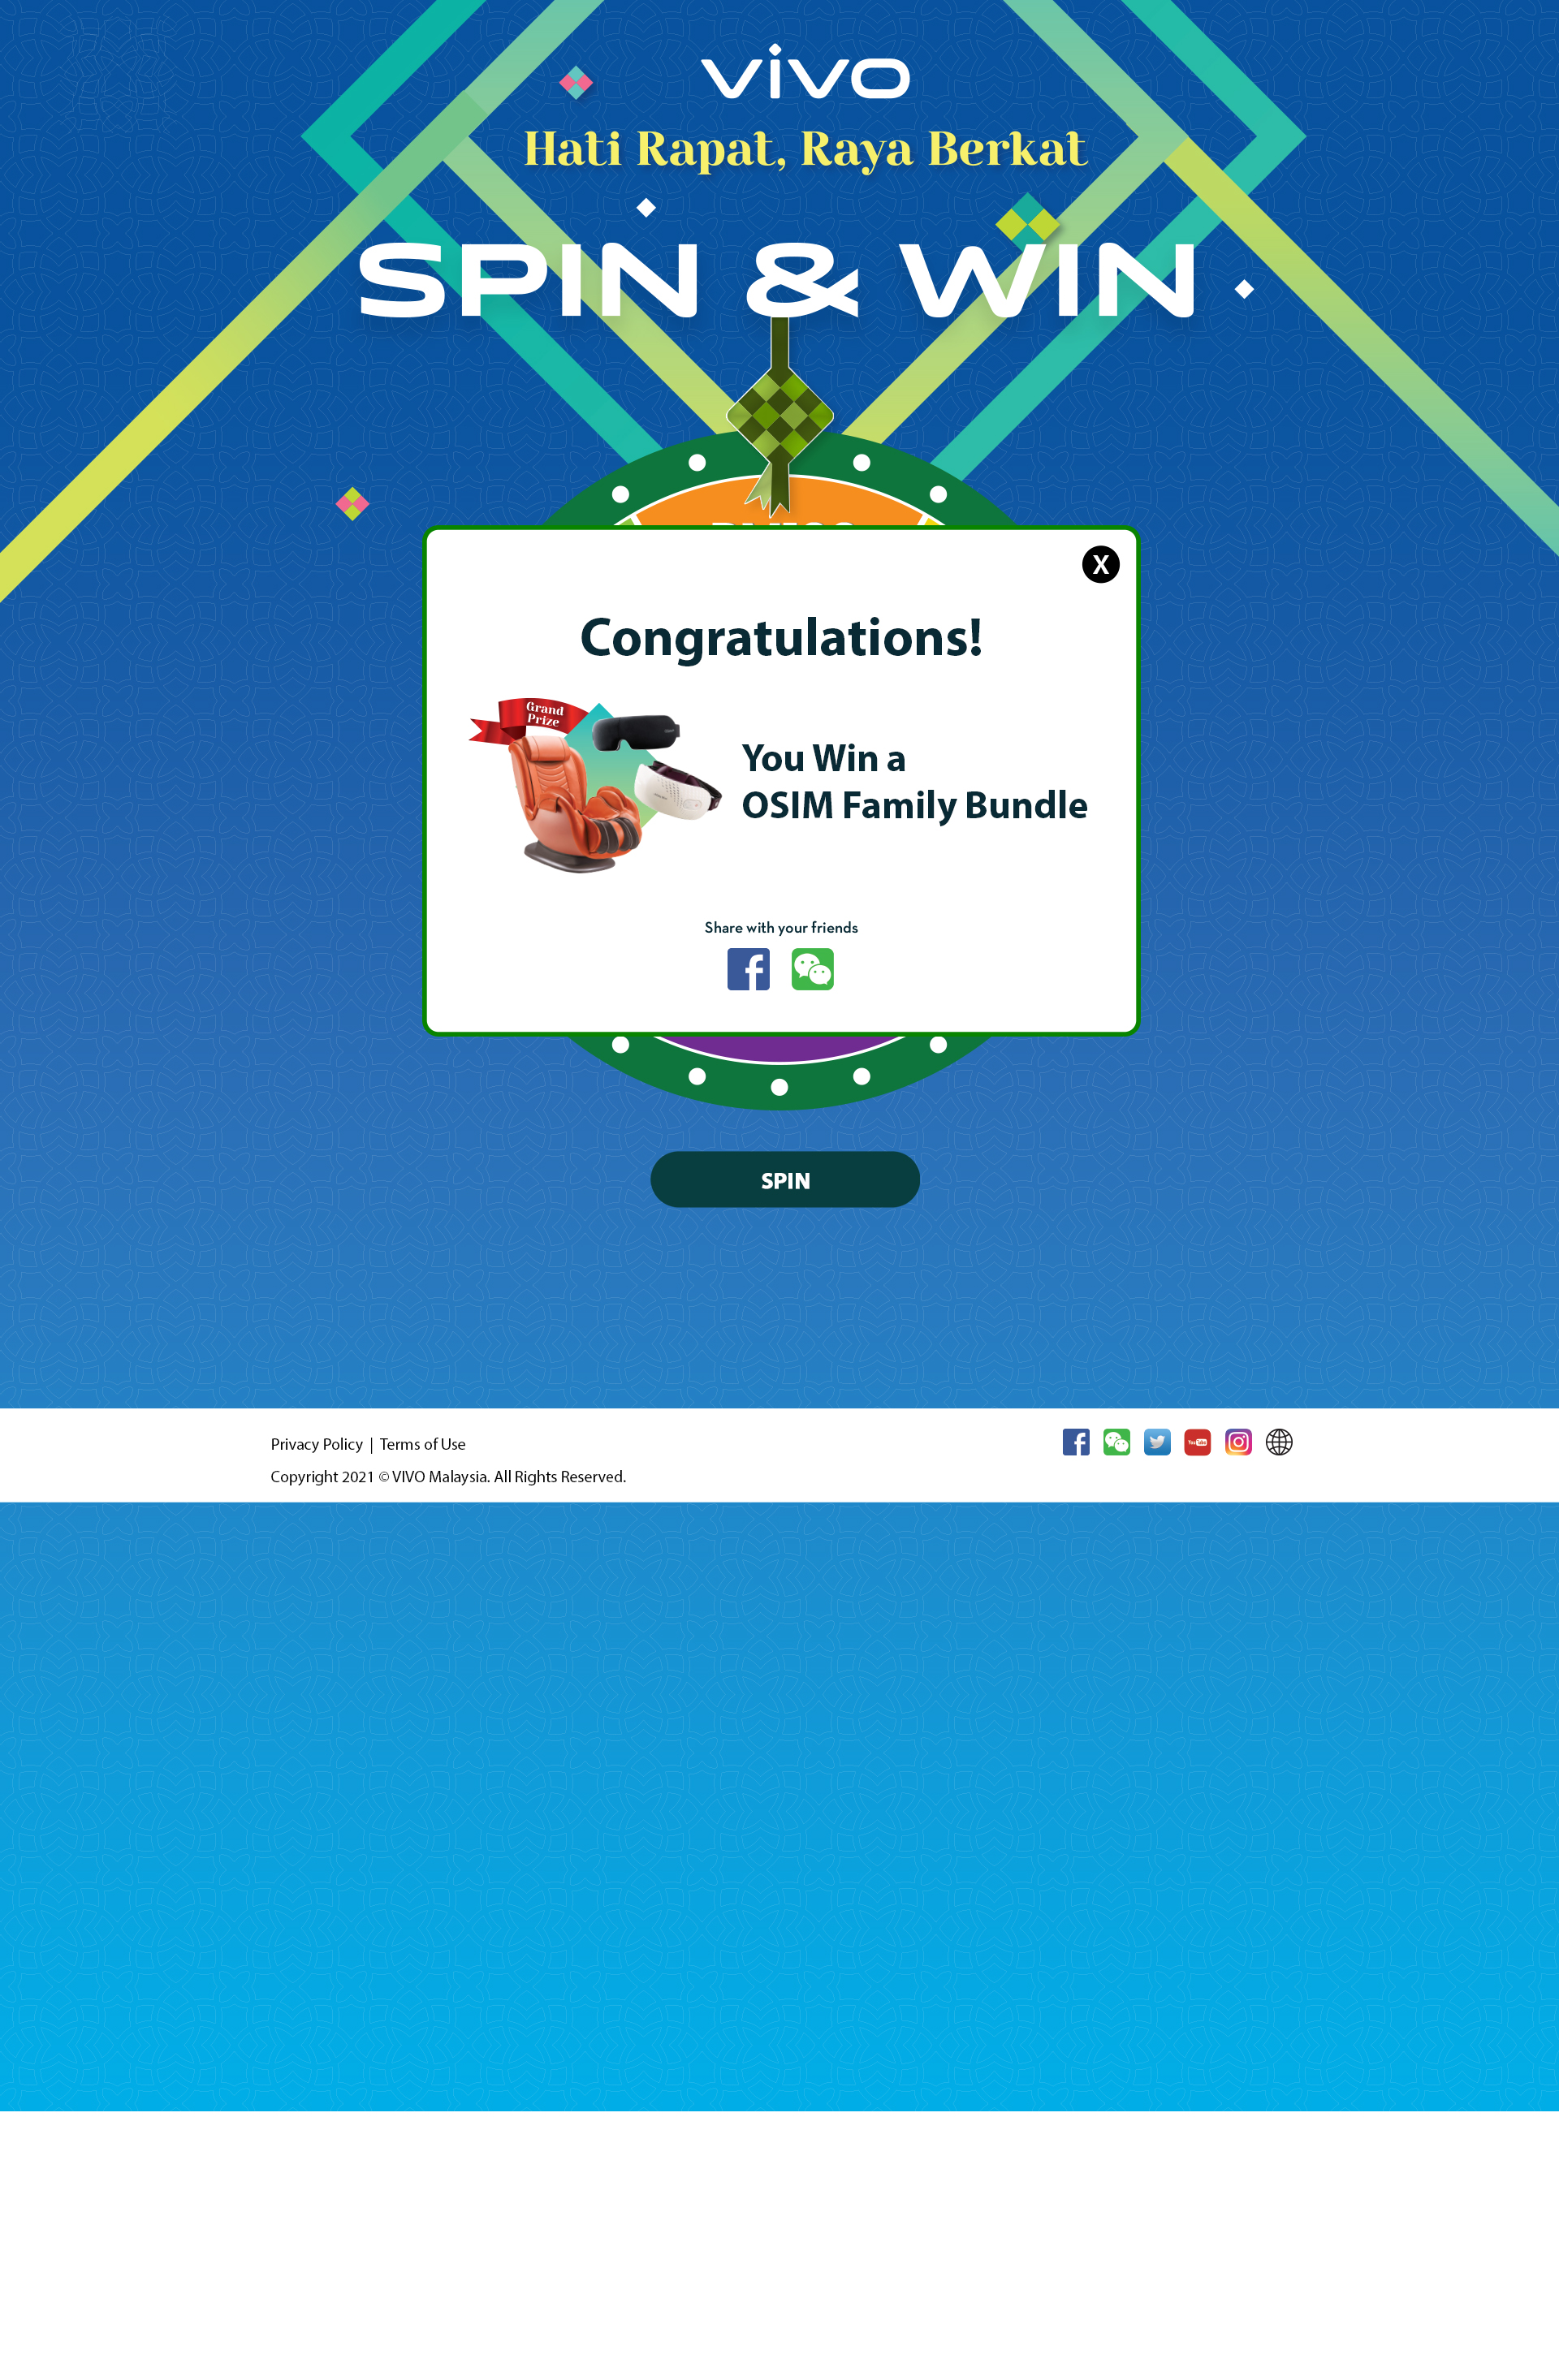 vivo
Hati Rapat, Raya Berkat
SPIN & WIN
X
Congratulations!
Grand
Prize
You Win a
OSIM Family Bundle
Share with your friends
SPIN
Privacy Policy | Terms of Use
Copyright 2021 © VIVO Malaysia. All Rights Reserved.